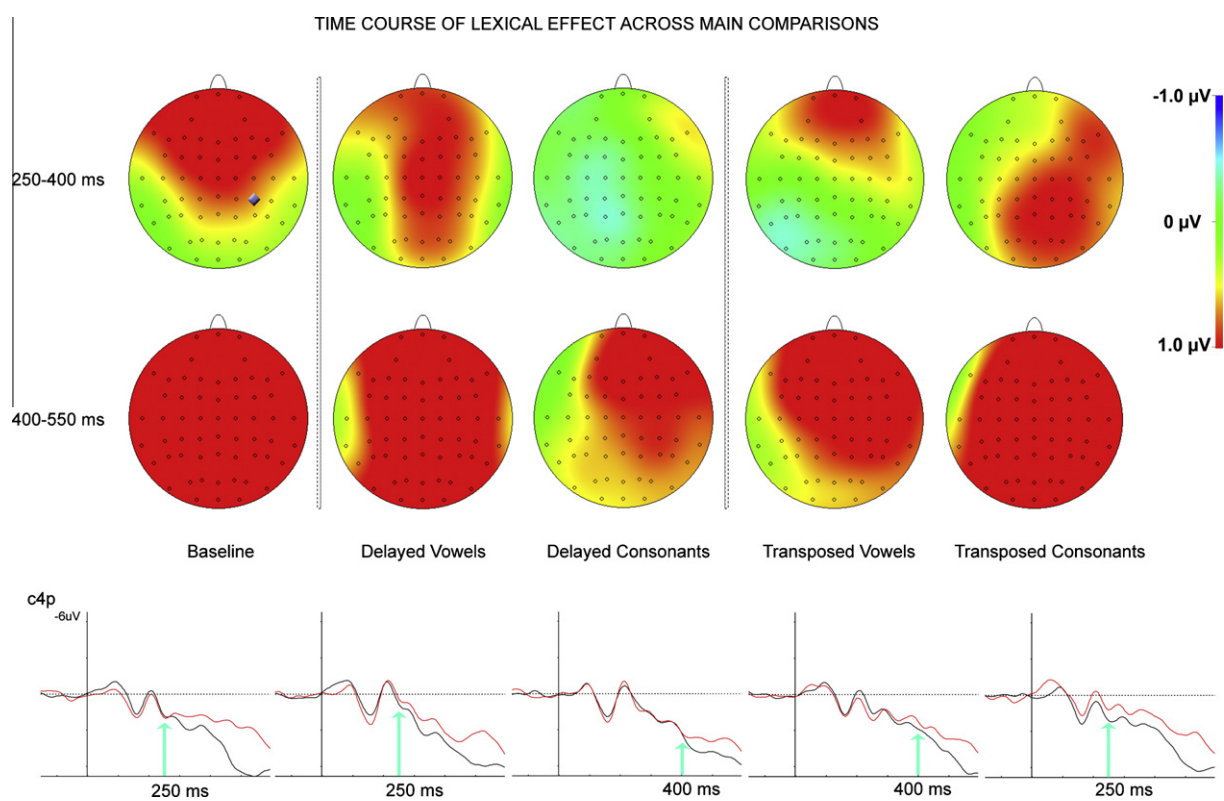 TIME COURSE OF LEXICAL EFFECT ACROSS MAIN COMPARISONS
-1.0 µV
250-400 ms
0 µV
1.0 µV
400-550 ms
Baseline
Delayed Vowels
Delayed Consonants
Transposed Vowels
Transposed Consonants
c4p
-6uV
250 ms
250 ms
400 ms
400 ms
250 ms